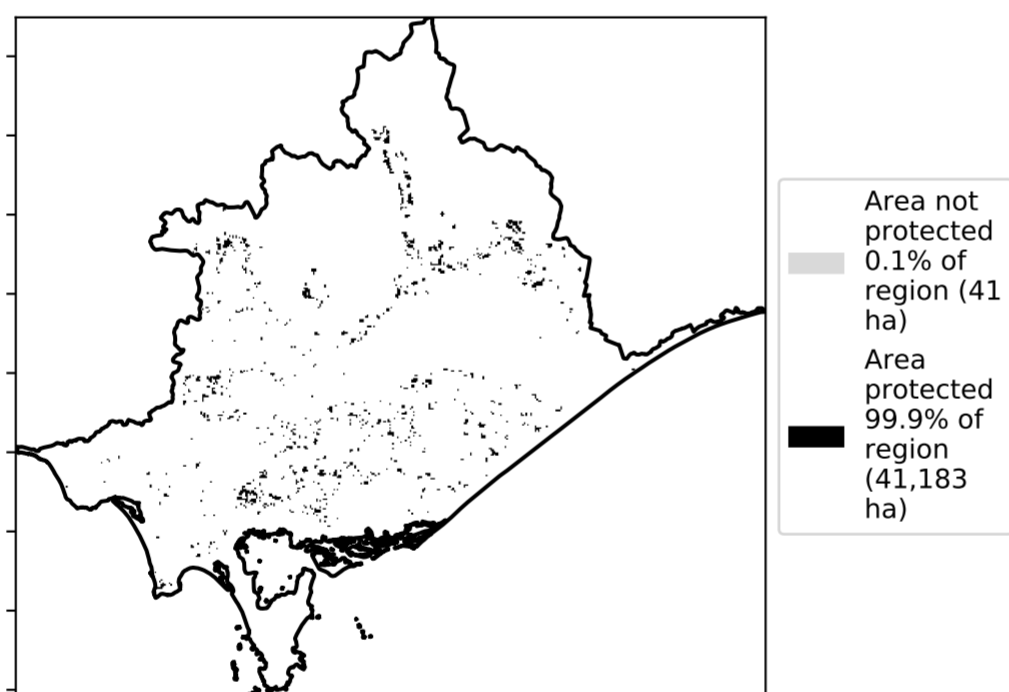 Area not
protected
0.1% of
region (41
ha)
Area
protected
99.9% of
region
(41,183
ha)